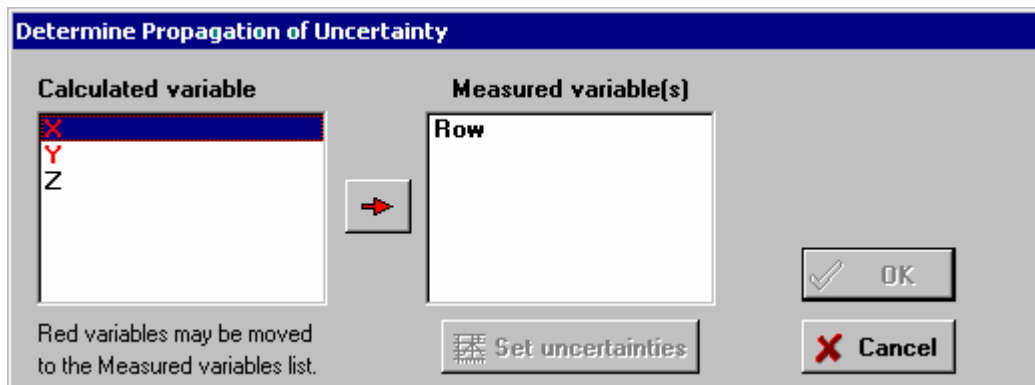 Determine Propagation of Uncertainty
Calculated variable
Measured variable(s)
X
Y
Z
Row
OK
Red variables may be moved
to the Measured variables list.
Set uncertainties
Cancel